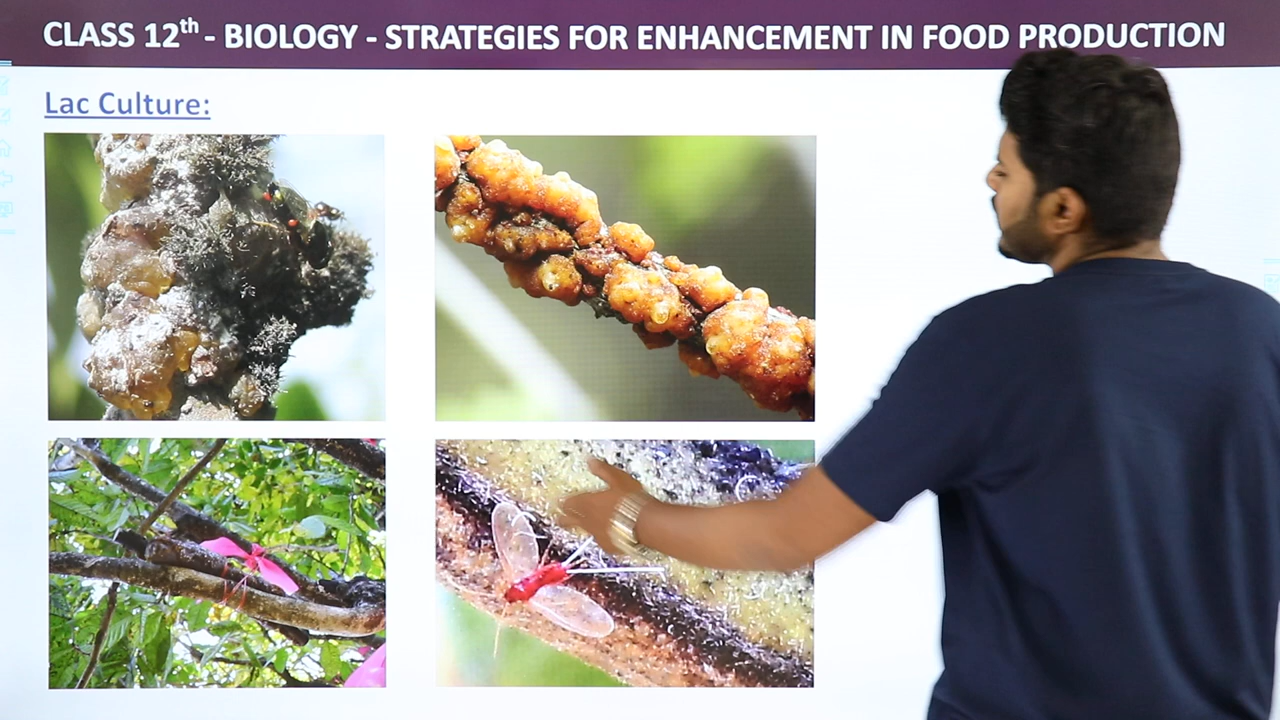 CLASS 12th - BIOLOGY - STRATEGIES FOR ENHANCEMENT IN FOOD PRODUCTION
Lac Culture: